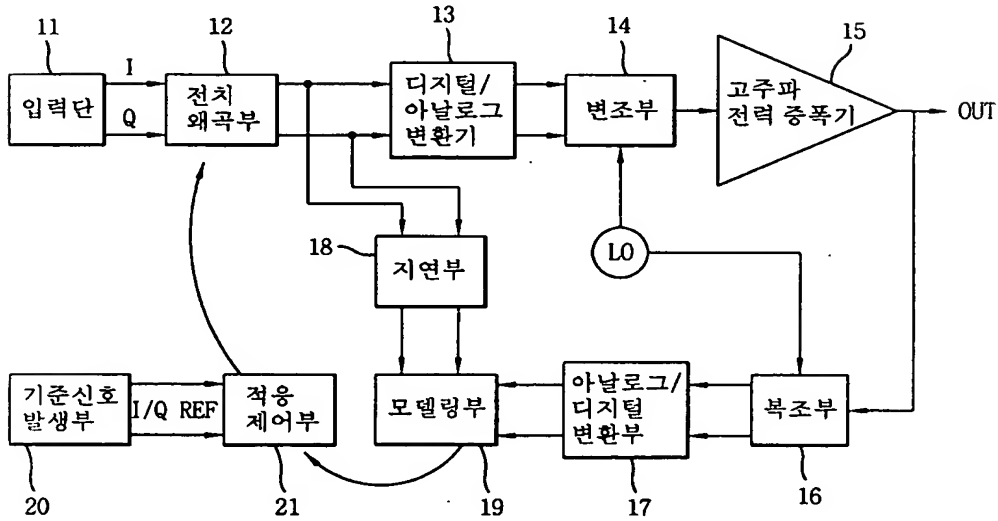 11
12
13
14
15
입력단
I
Q
전치
왜곡부
디지털/
아날로그
변환기
변조부
고주파
전력 증폭기
OUT
18
지연부
LO
기준신호
발생부
I/Q REF
적응
제어부
모델링부
아날로그/
디지털
변환부
복조부
20
21
19
17
16